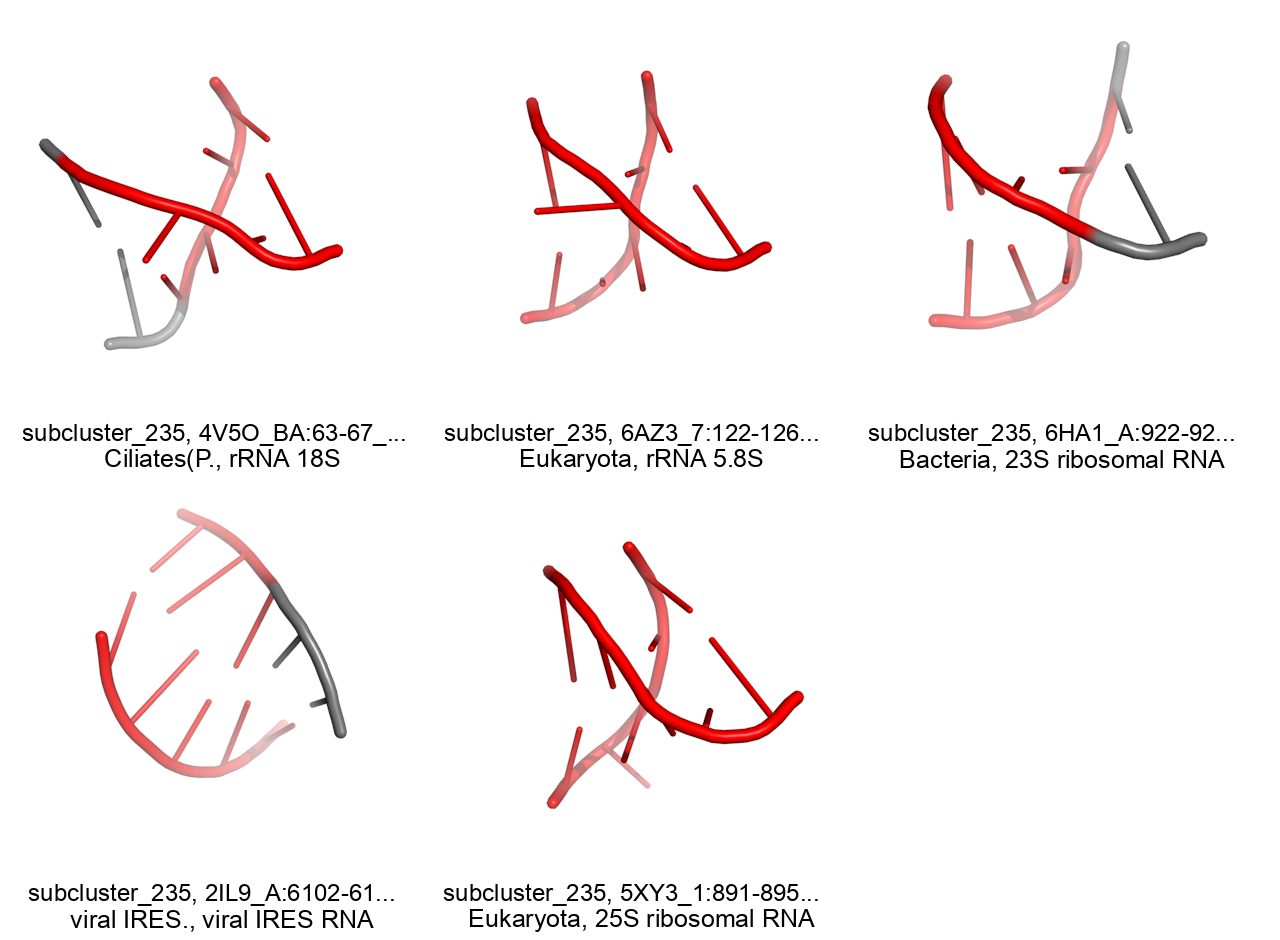 subcluster_235, 4V5O_BA:63-67_...
Ciliates(P., rRNA 18S
subcluster_235, 6AZ3_7:122-126...
Eukaryota, rRNA 5.8S
subcluster_235, 6HA1_A:922-92...
Bacteria, 23S ribosomal RNA
subcluster_235, 2IL9_A:6102-61...
viral IRES., viral IRES RNA
subcluster_235, 5XY3_1:891-895...
Eukaryota, 25S ribosomal RNA